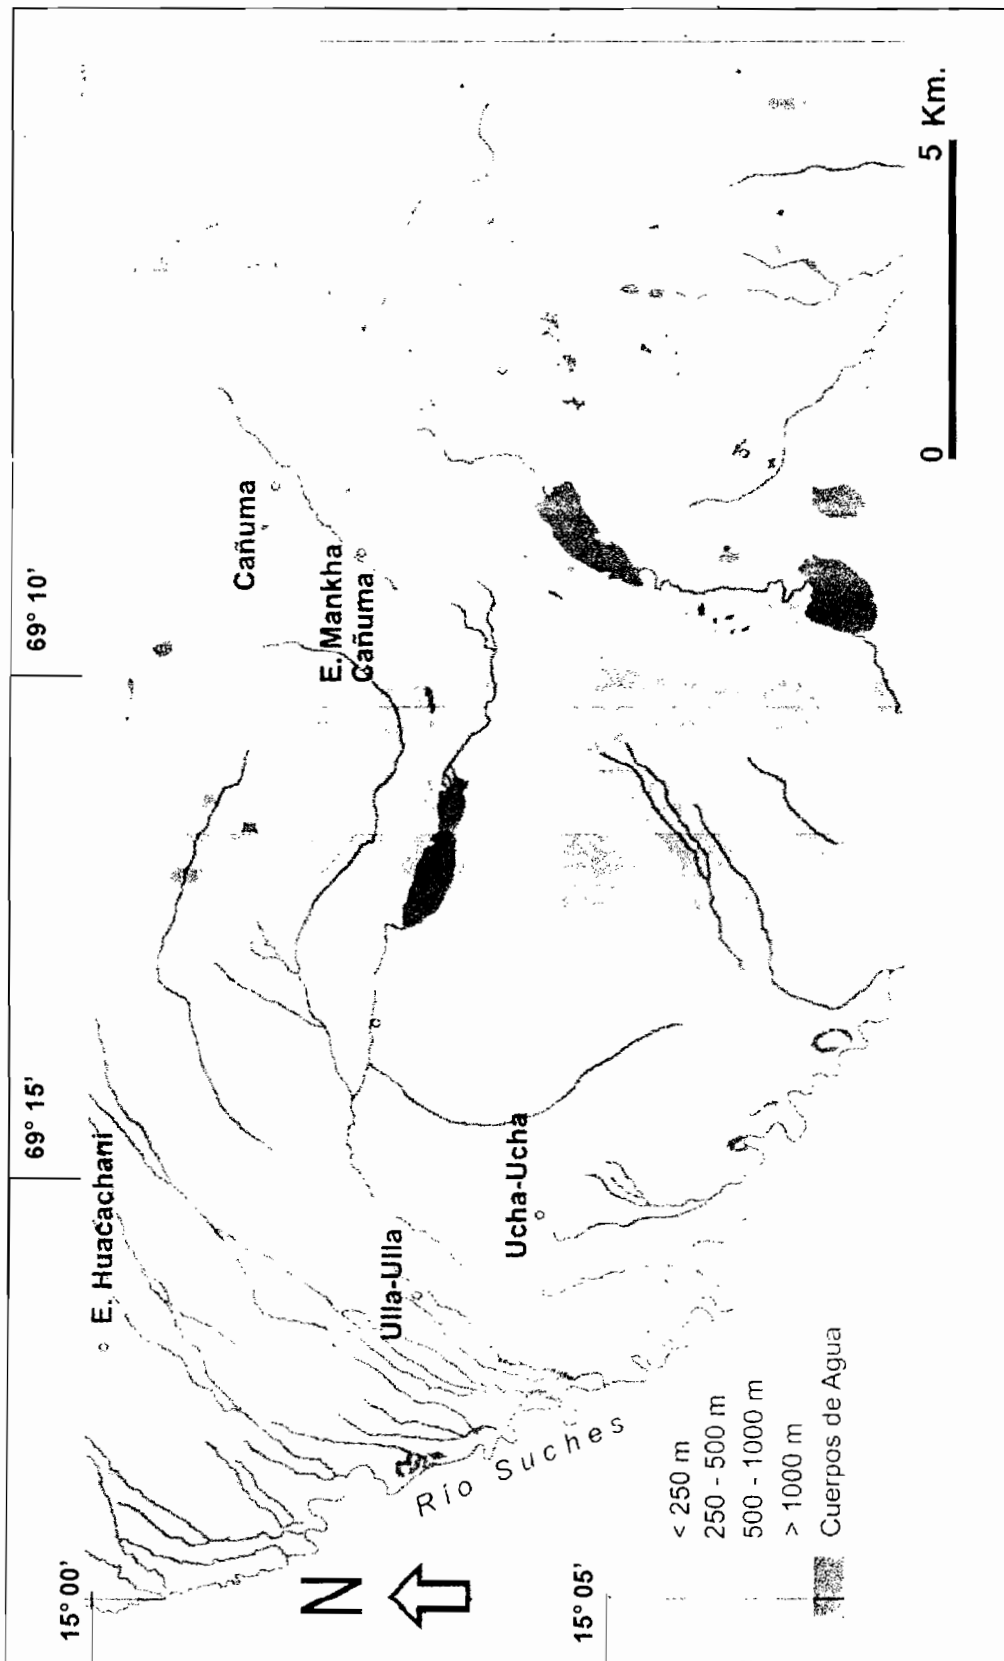 69° 15'
69° 10'
15° 00'
15° 05'
E. Huacachani
Cañuma
E. Mankha
Cañuma
Ulla-Ulla
Ucha-Ucha
Río Suches
N
< 250 m
250 - 500 m
500 - 1000 m
> 1000 m
Cuerpos de Agua
0 5 Km.